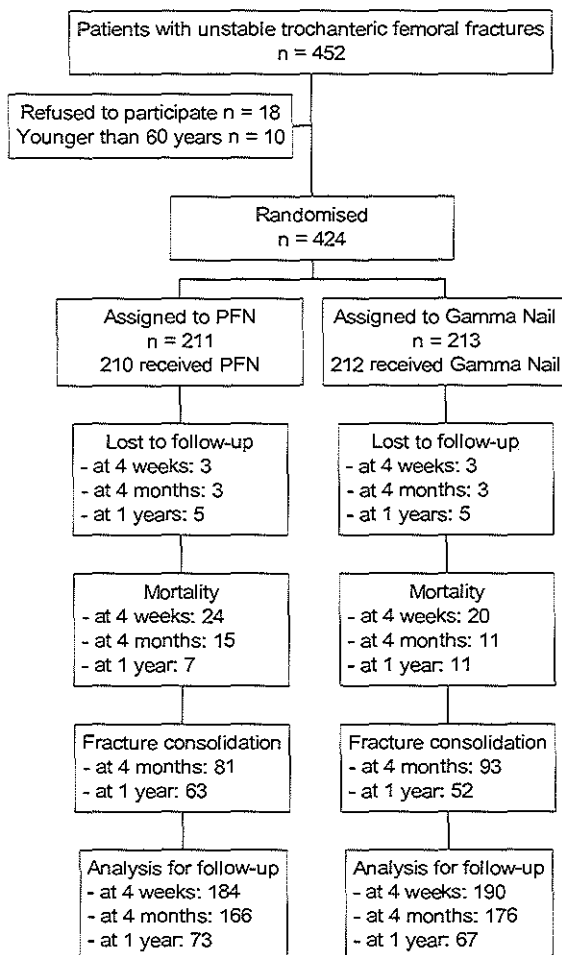 Patients with unstable trochanteric femoral fractures
n = 452
Refused to participate n = 18
Younger than 60 years n = 10
Randomised
n = 424
Assigned to PFN
n = 211
210 received PFN
Assigned to Gamma Nail
n = 213
212 received Gamma Nail
Lost to follow-up
- at 4 weeks: 3
- at 4 months: 3
- at 1 years: 5
Lost to follow-up
- at 4 weeks: 3
- at 4 months: 3
- at 1 years: 5
Mortality
- at 4 weeks: 24
- at 4 months: 15
- at 1 year: 7
Mortality
- at 4 weeks: 20
- at 4 months: 11
- at 1 year: 11
Fracture consolidation
- at 4 months: 81
- at 1 year: 63
Fracture consolidation
- at 4 months: 93
- at 1 year: 52
Analysis for follow-up
- at 4 weeks: 184
- at 4 months: 166
- at 1 year: 73
Analysis for follow-up
- at 4 weeks: 190
- at 4 months: 176
- at 1 year: 67